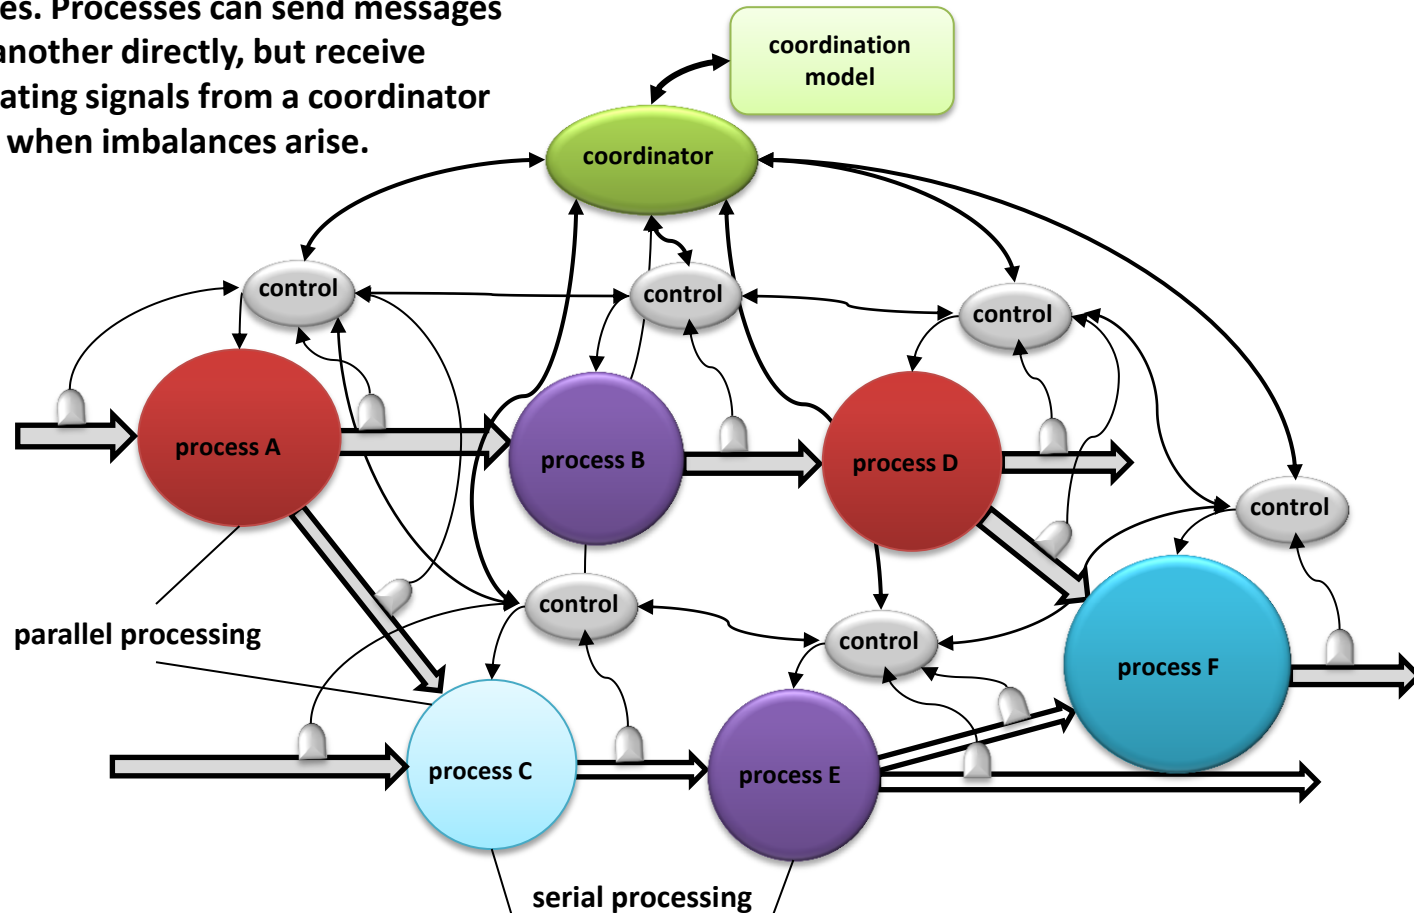 es. Processes can send messages
another directly, but receive
ating signals from a coordinator
when imbalances arise.
coordination
model
coordinator
control
control
control
process A
process B
process D
control
control
control
parallel processing
process F
process C
process E
serial processing